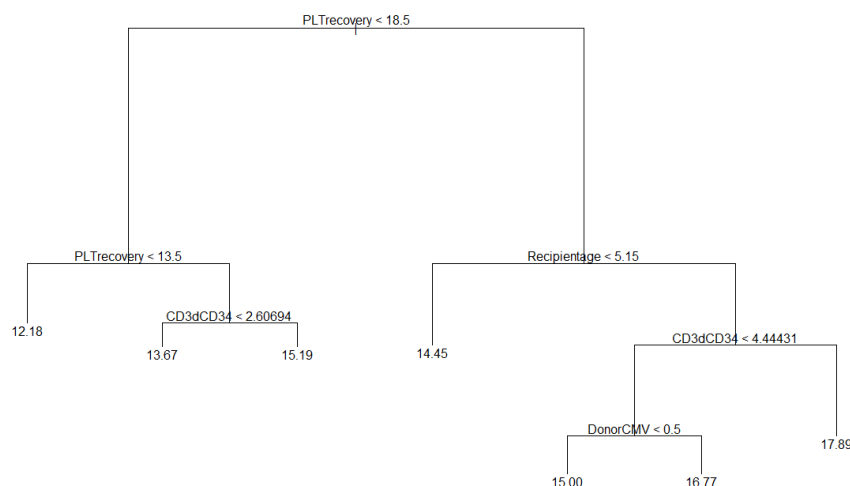 PLTrecovery < 18.5
PLTrecovery < 13.5
Recipientage < 5.15
12.18
CD3dCD34 < 2.60694
13.67
15.19
14.45
CD3dCD34 < 4.44431
DonorCMV < 0.5
17.89
15.00
16.77